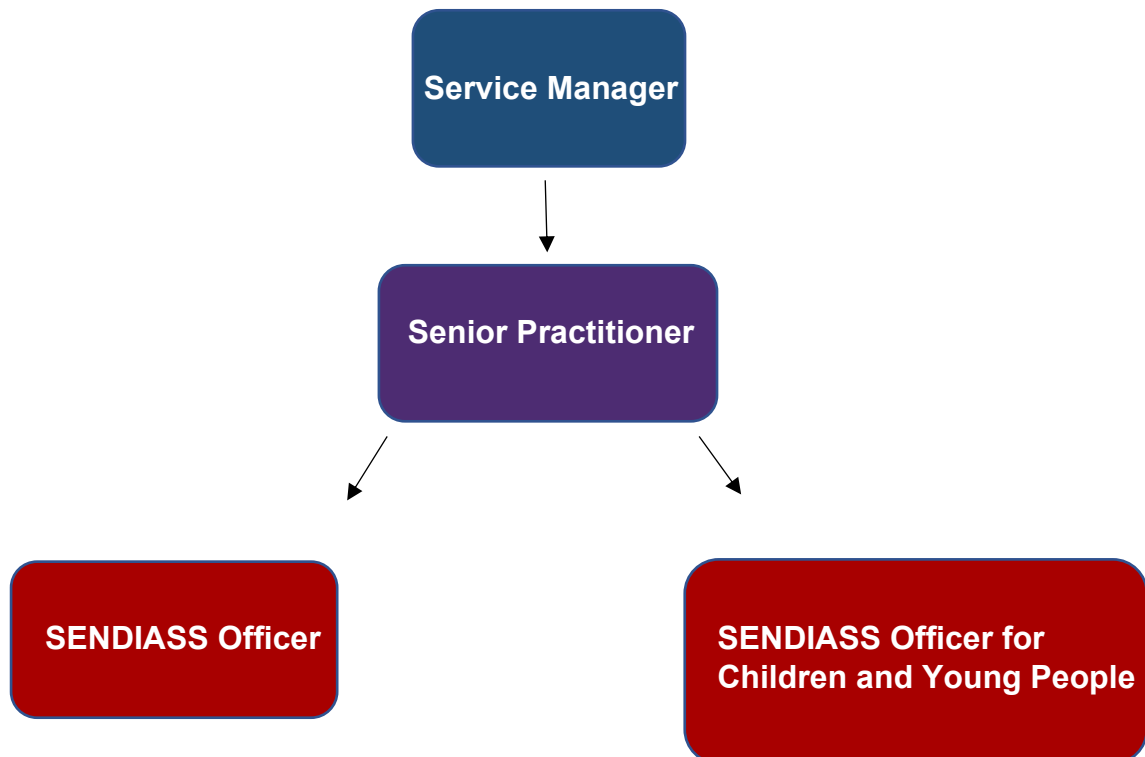 Service Manager
Senior Practitioner
SENDIASS Officer
SENDIASS Officer for
Children and Young People